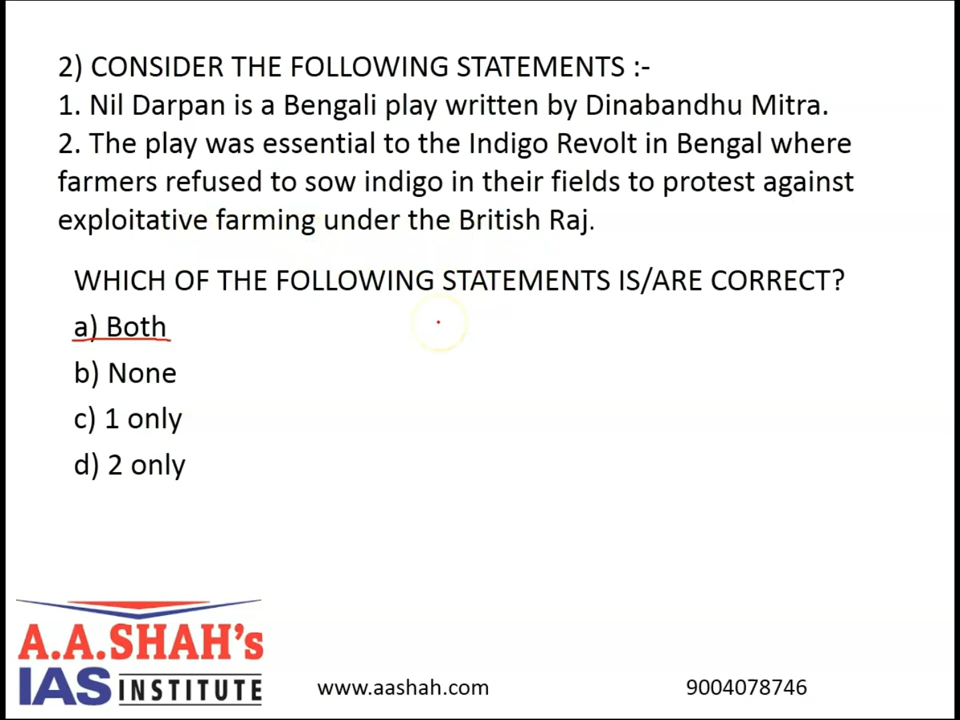 2) CONSIDER THE FOLLOWING STATEMENTS :-
1. Nil Darpan is a Bengali play written by Dinabandhu Mitra.
2. The play was essential to the Indigo Revolt in Bengal where
farmers refused to sow indigo in their fields to protest against
exploitative farming under the British Raj.
WHICH OF THE FOLLOWING STATEMENTS IS/ARE CORRECT?
a) Both
b) None
c) 1 only
d) 2 only
A.A.SHAH's
IAS INSTITUTE
www.aashah.com
9004078746